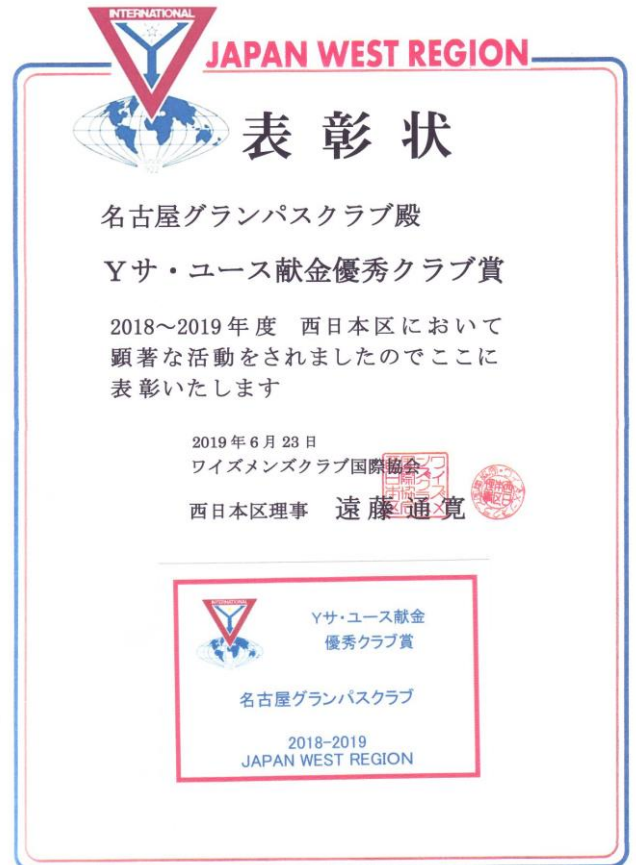 INTERNATIONAL
Y
JAPAN WEST REGION
表彰状
名古屋グランパスクラブ殿
Yサ・ユース献金優秀クラブ賞
2018～2019年度 西日本区において
顕著な活動をされましたのでここに
表彰いたします
2019年6月23日
ワイズメンズクラブ国際協会
西日本区理事 遠藤通寛
INTERNATIONAL
Y
Yサ・ユース献金
優秀クラブ賞
名古屋グランパスクラブ
2018-2019
JAPAN WEST REGION